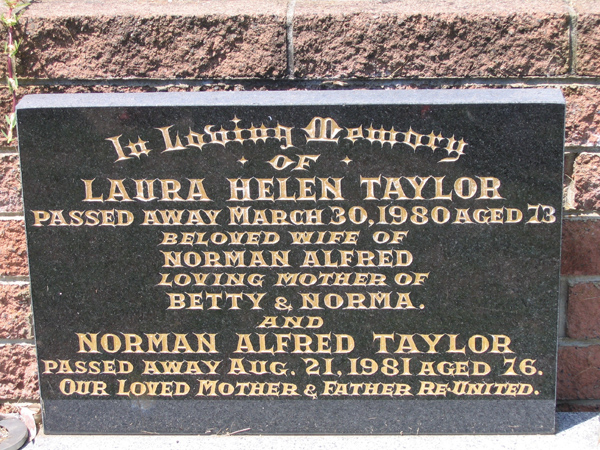 In Loving Memory
OF
LAURA HELEN TAYLOR
PASSED AWAY MARCH 30, 1980 AGED 73
BELOVED WIFE OF
NORMAN ALFRED
LOVING MOTHER OF
BETTY & NORMA.
AND
NORMAN ALFRED TAYLOR
PASSED AWAY AUG. 21, 1981 AGED 76.
OUR LOVED MOTHER & FATHER RE-UNITED.